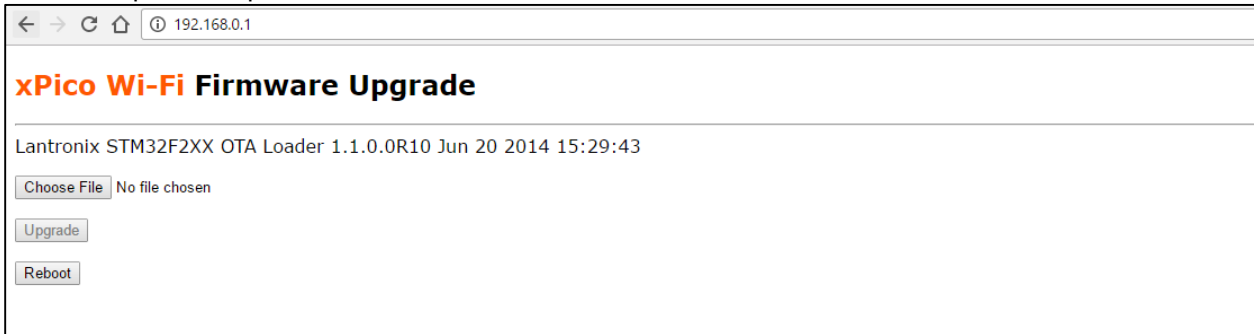 192.168.0.1
xPico Wi-Fi Firmware Upgrade
Lantronix STM32F2XX OTA Loader 1.1.0.0R10 Jun 20 2014 15:29:43
Choose File No file chosen
Upgrade
Reboot